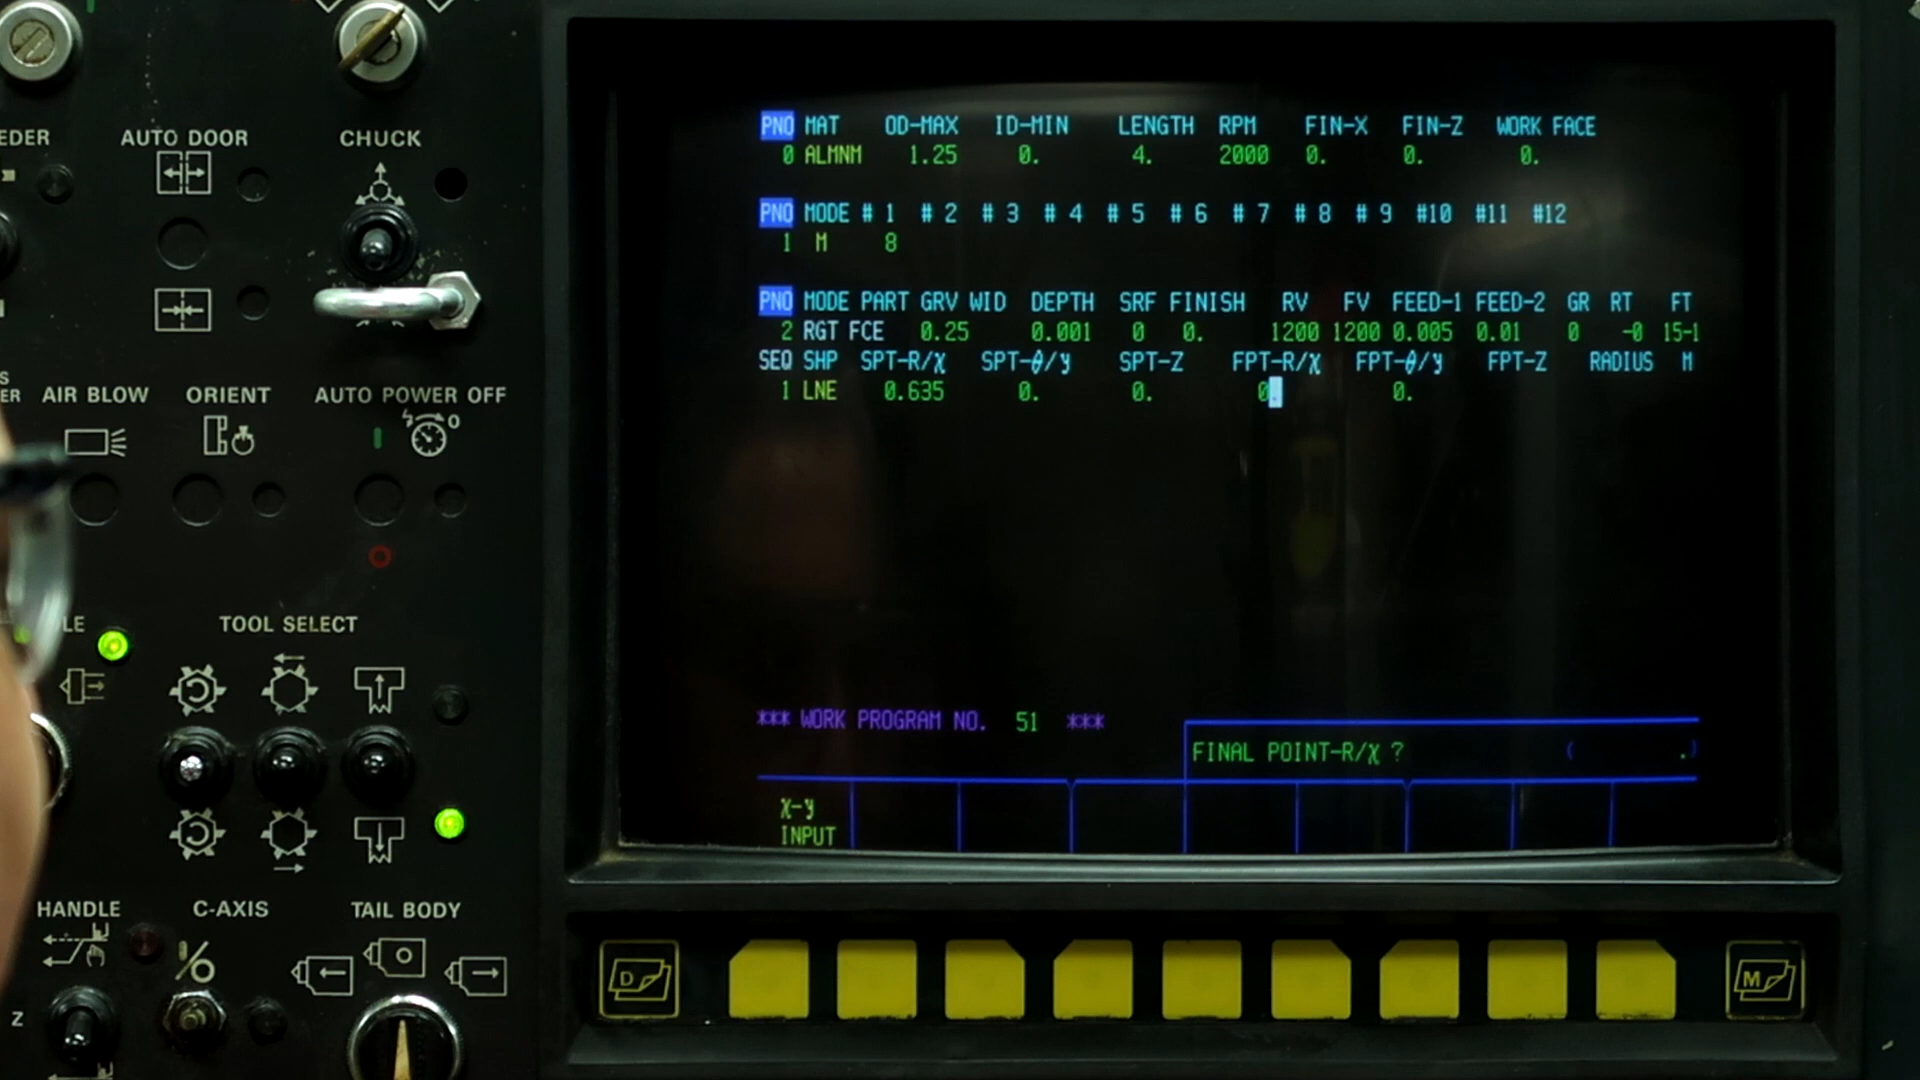 EDER
AUTO DOOR
CHUCK
AIR BLOW
ORIENT
AUTO POWER OFF
LE
TOOL SELECT
HANDLE
C-AXIS
TAIL BODY
Z
PNO MAT OD-MAX ID-MIN LENGTH RPM FIN-X FIN-Z WORK FACE
0 ALMNM 1.25 0. 4. 2000 0. 0. 0.
PNO MODE # 1 # 2 # 3 # 4 # 5 # 6 # 7 # 8 # 9 #10 #11 #12
1 M 8
PNO MODE PART GRV WID DEPTH SRF FINISH RV FV FEED-1 FEED-2 GR RT FT
2 RGT FCE 0.25 0.001 0 0. 1200 1200 0.005 0.01 0 -0 15-1
SEQ SHP SPT-R/χ SPT-θ/y SPT-Z FPT-R/χ FPT-θ/y FPT-Z RADIUS M
1 LNE 0.635 0. 0. 0. 0.
*** WORK PROGRAM NO. 51 ***
FINAL POINT-R/χ ? ( .)
χ-y
INPUT
D
M